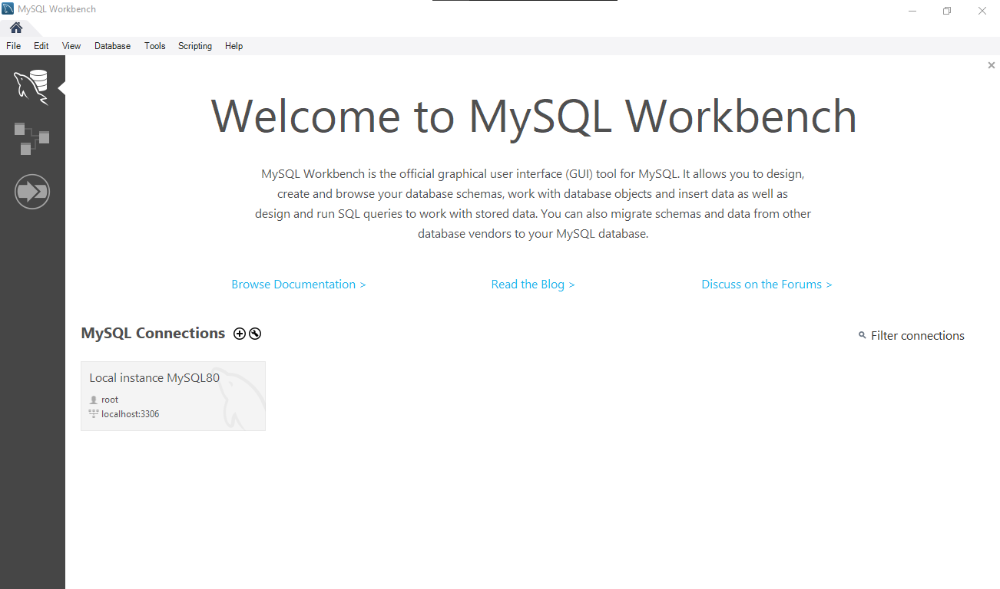 MySQL Workbench
File Edit View Database Tools Scripting Help
Welcome to MySQL Workbench
MySQL Workbench is the official graphical user interface (GUI) tool for MySQL. It allows you to design,
create and browse your database schemas, work with database objects and insert data as well as
design and run SQL queries to work with stored data. You can also migrate schemas and data from other
database vendors to your MySQL database.
Browse Documentation > Read the Blog > Discuss on the Forums >
MySQL Connections Filter connections
Local instance MySQL80
root
localhost:3306